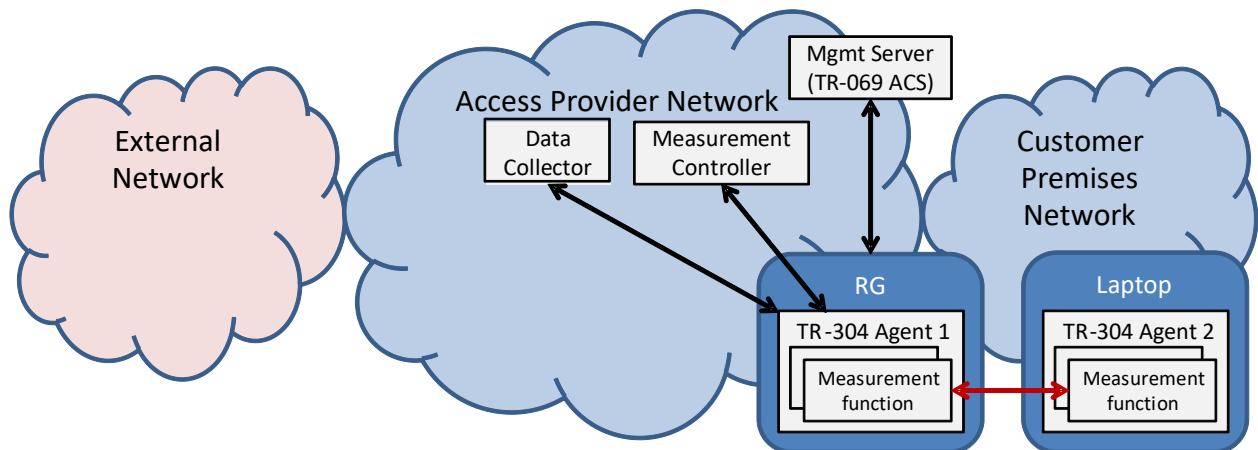 Mgmt Server
(TR-069 ACS)
Access Provider Network
External
Network
Data
Collector
Measurement
Controller
Customer
Premises
Network
RG
Laptop
TR-304 Agent 1
TR-304 Agent 2
Measurement
function
Measurement
function